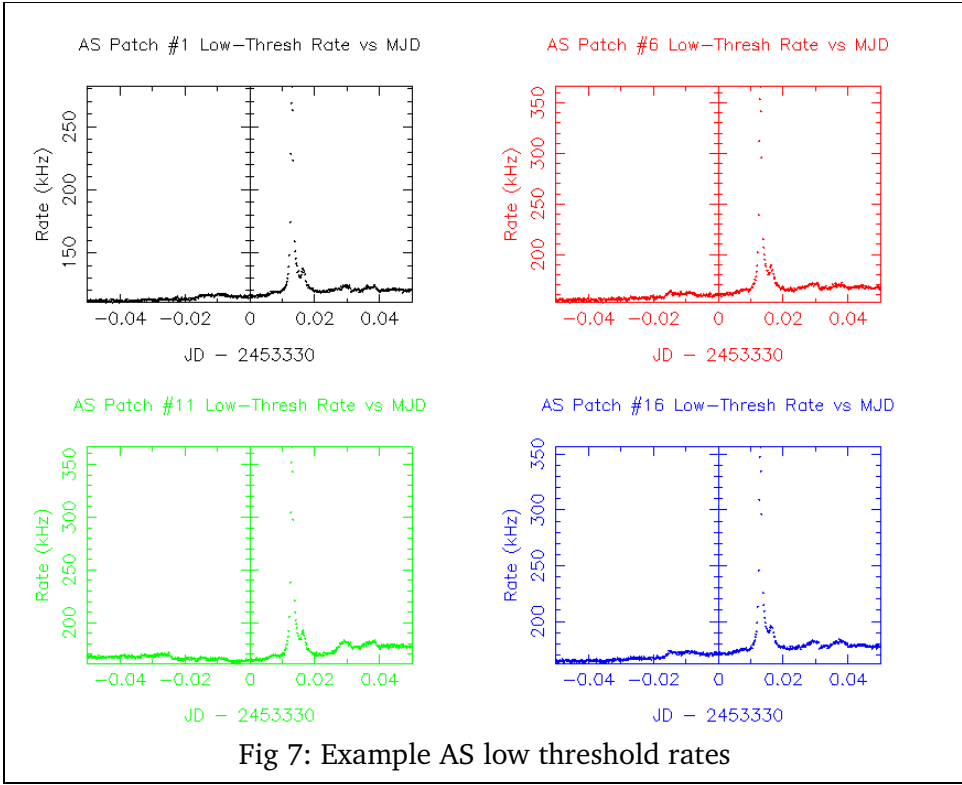 AS Patch #1 Low-Thresh Rate vs MJD
Rate (kHz)
250
200
150
-0.04 -0.02 0 0.02 0.04
JD - 2453330
AS Patch #6 Low-Thresh Rate vs MJD
Rate (kHz)
350
300
250
200
-0.04 -0.02 0 0.02 0.04
JD - 2453330
AS Patch #11 Low-Thresh Rate vs MJD
Rate (kHz)
350
300
250
200
-0.04 -0.02 0 0.02 0.04
JD - 2453330
AS Patch #16 Low-Thresh Rate vs MJD
Rate (kHz)
350
300
250
200
-0.04 -0.02 0 0.02 0.04
JD - 2453330
Fig 7: Example AS low threshold rates